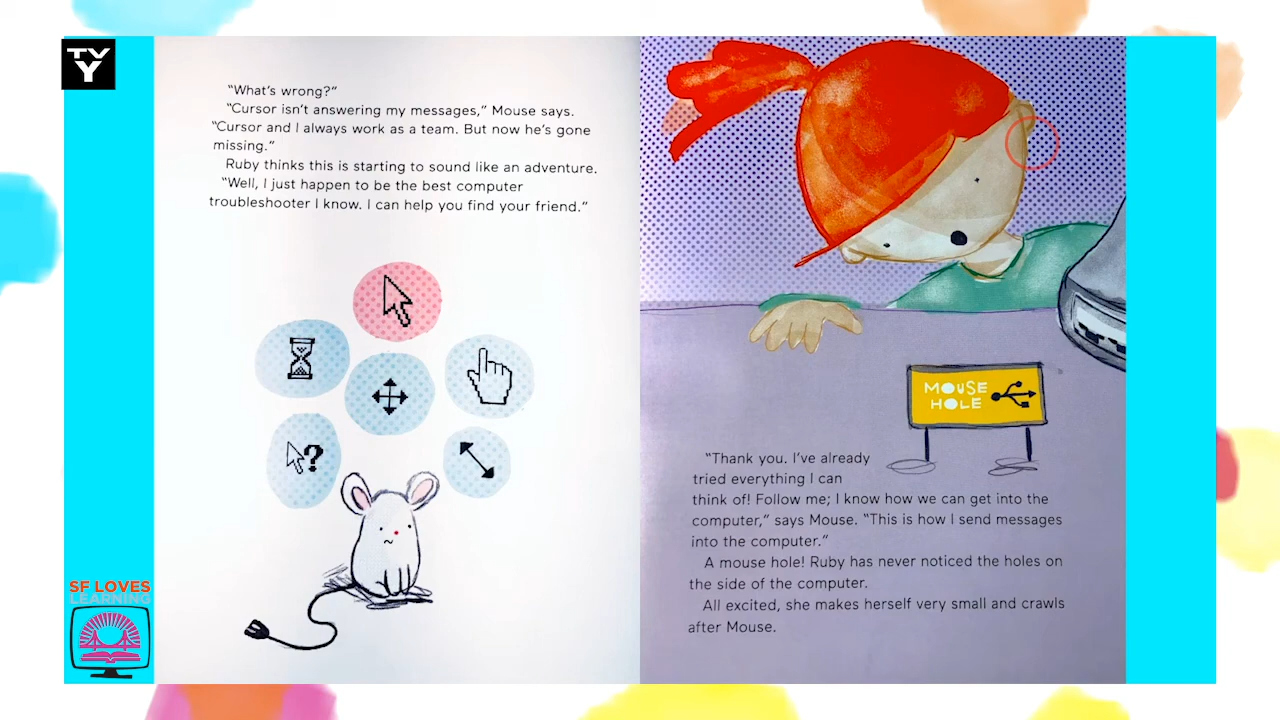 TV
Y
"What's wrong?"
"Cursor isn't answering my messages," Mouse says.
"Cursor and I always work as a team. But now he's gone
missing."
Ruby thinks this is starting to sound like an adventure.
"Well, I just happen to be the best computer
troubleshooter I know. I can help you find your friend."
?
MOUSE
HOLE
"Thank you. I've already
tried everything I can
think of! Follow me; I know how we can get into the
computer," says Mouse. "This is how I send messages
into the computer."
A mouse hole! Ruby has never noticed the holes on
the side of the computer.
All excited, she makes herself very small and crawls
after Mouse.
SF LOVES
LEARNING